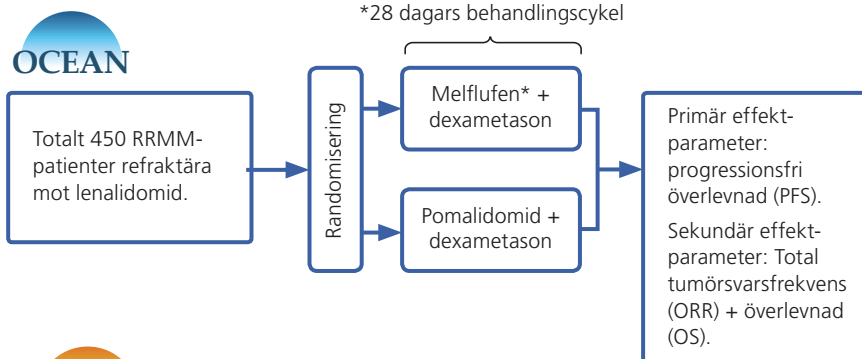 *28 dagars behandlingscykel
OCEAN
Totalt 450 RRMM-
patienter refraktära
mot lenalidomid.
Randomisering
Melflufen* +
dexametason
Pomalidomid +
dexametason
Primär effekt-
parameter:
progressionsfri
överlevnad (PFS).
Sekundär effekt-
parameter: Total
tumörsvarsfrekvens
(ORR) + överlevnad
(OS).